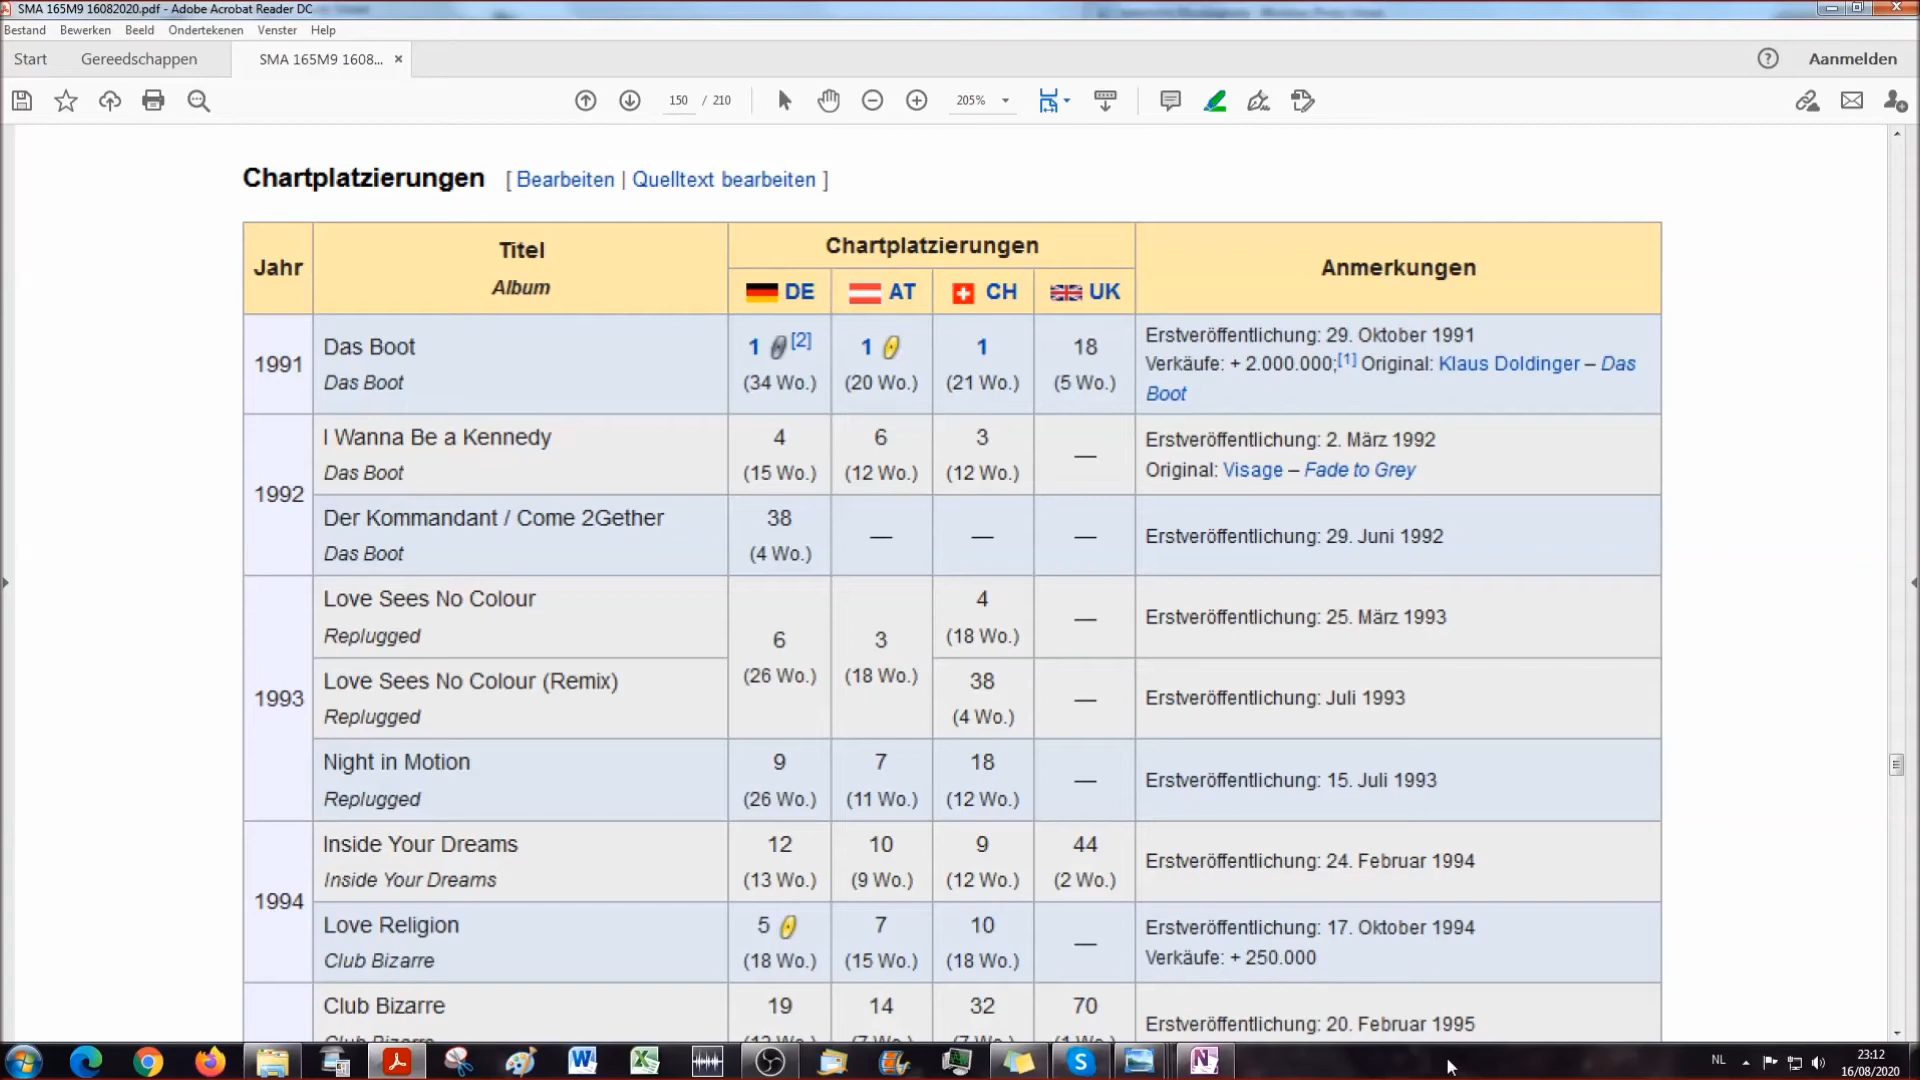 SMA 165M9 16082020.pdf - Adobe Acrobat Reader DC
Bestand Bewerken Beeld Ondertekenen Venster Help
Start Gereedschappen SMA 165M9 1608... × Aanmelden
150 / 210 205%
Chartplatzierungen [ Bearbeiten | Quelltext bearbeiten ]
Jahr Titel Album Chartplatzierungen Anmerkungen
DE AT CH UK
1991
Das Boot 1 [2] 1 1 18
Das Boot (34 Wo.) (20 Wo.) (21 Wo.) (5 Wo.)
Erstveröffentlichung: 29. Oktober 1991
Verkäufe: + 2.000.000;[1] Original: Klaus Doldinger – Das
Boot
1992
I Wanna Be a Kennedy 4 6 3 —
Das Boot (15 Wo.) (12 Wo.) (12 Wo.)
Erstveröffentlichung: 2. März 1992
Original: Visage – Fade to Grey
Der Kommandant / Come 2Gether 38 — — —
Das Boot (4 Wo.)
Erstveröffentlichung: 29. Juni 1992
1993
Love Sees No Colour 6 3 4 —
Replugged (26 Wo.) (18 Wo.) (18 Wo.)
Erstveröffentlichung: 25. März 1993
Love Sees No Colour (Remix) 38 —
Replugged (4 Wo.)
Erstveröffentlichung: Juli 1993
Night in Motion 9 7 18 —
Replugged (26 Wo.) (11 Wo.) (12 Wo.)
Erstveröffentlichung: 15. Juli 1993
1994
Inside Your Dreams 12 10 9 44
Inside Your Dreams (13 Wo.) (9 Wo.) (12 Wo.) (2 Wo.)
Erstveröffentlichung: 24. Februar 1994
Love Religion 5 7 10 —
Club Bizarre (18 Wo.) (15 Wo.) (18 Wo.)
Erstveröffentlichung: 17. Oktober 1994
Verkäufe: + 250.000
Club Bizarre 19 14 32 70
Erstveröffentlichung: 20. Februar 1995
NL 23:12
16/08/2020